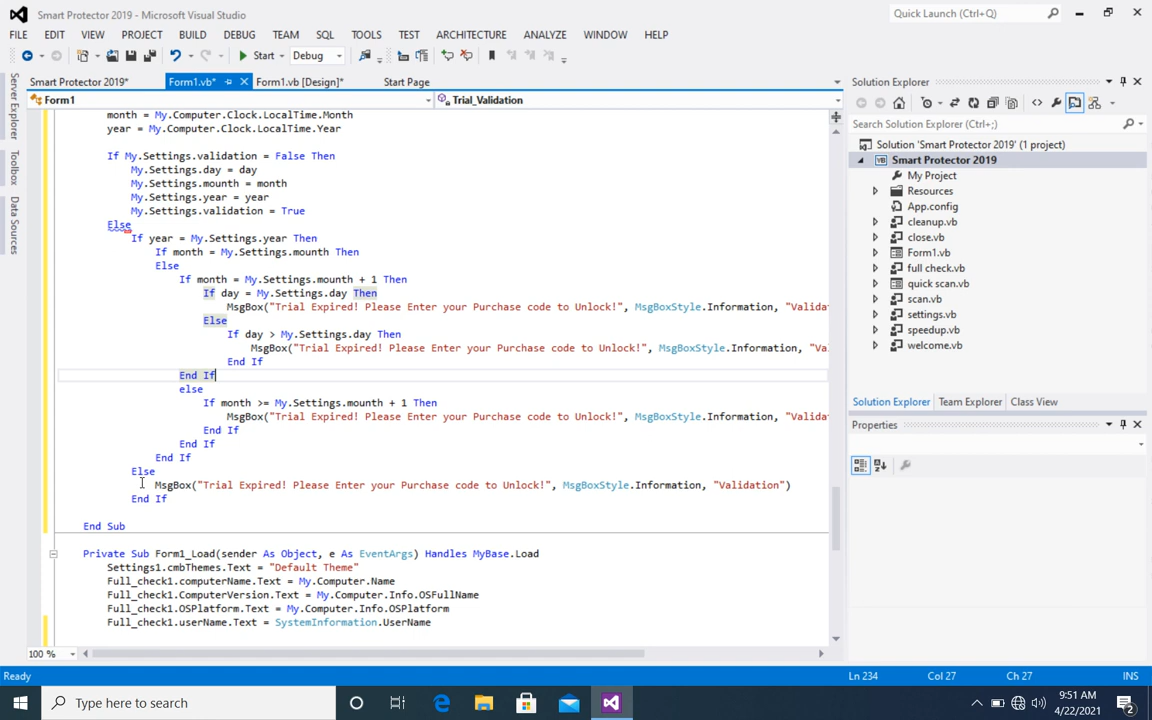 Smart Protector 2019 - Microsoft Visual Studio
Quick Launch (Ctrl+Q)
FILE EDIT VIEW PROJECT BUILD DEBUG TEAM SQL TOOLS TEST ARCHITECTURE ANALYZE WINDOW HELP
Start Debug
Server Explorer
Toolbox
Data Sources
Smart Protector 2019* Form1.vb* Form1.vb [Design]* Start Page
Form1 Trial_Validation
month = My.Computer.Clock.LocalTime.Month
year = My.Computer.Clock.LocalTime.Year
If My.Settings.validation = False Then
My.Settings.day = day
My.Settings.mounth = month
My.Settings.year = year
My.Settings.validation = True
Else
If year = My.Settings.year Then
If month = My.Settings.mounth Then
Else
If month = My.Settings.mounth + 1 Then
If day = My.Settings.day Then
MsgBox("Trial Expired! Please Enter your Purchase code to Unlock!", MsgBoxStyle.Information, "Valida
Else
If day > My.Settings.day Then
MsgBox("Trial Expired! Please Enter your Purchase code to Unlock!", MsgBoxStyle.Information, "Va
End If
End If
else
If month >= My.Settings.mounth + 1 Then
MsgBox("Trial Expired! Please Enter your Purchase code to Unlock!", MsgBoxStyle.Information, "Valida
End If
End If
End If
Else
MsgBox("Trial Expired! Please Enter your Purchase code to Unlock!", MsgBoxStyle.Information, "Validation")
End If
End Sub
Private Sub Form1_Load(sender As Object, e As EventArgs) Handles MyBase.Load
Settings1.cmbThemes.Text = "Default Theme"
Full_check1.computerName.Text = My.Computer.Name
Full_check1.ComputerVersion.Text = My.Computer.Info.OSFullName
Full_check1.OSPlatform.Text = My.Computer.Info.OSPlatform
Full_check1.userName.Text = SystemInformation.UserName
100 %
Solution Explorer
Search Solution Explorer (Ctrl+;)
Solution 'Smart Protector 2019' (1 project)
VB Smart Protector 2019
My Project
Resources
App.config
cleanup.vb
close.vb
Form1.vb
full check.vb
quick scan.vb
scan.vb
settings.vb
speedup.vb
welcome.vb
Solution Explorer Team Explorer Class View
Properties
Ready Ln 234 Col 27 Ch 27 INS
Type here to search
9:51 AM
4/22/2021
2